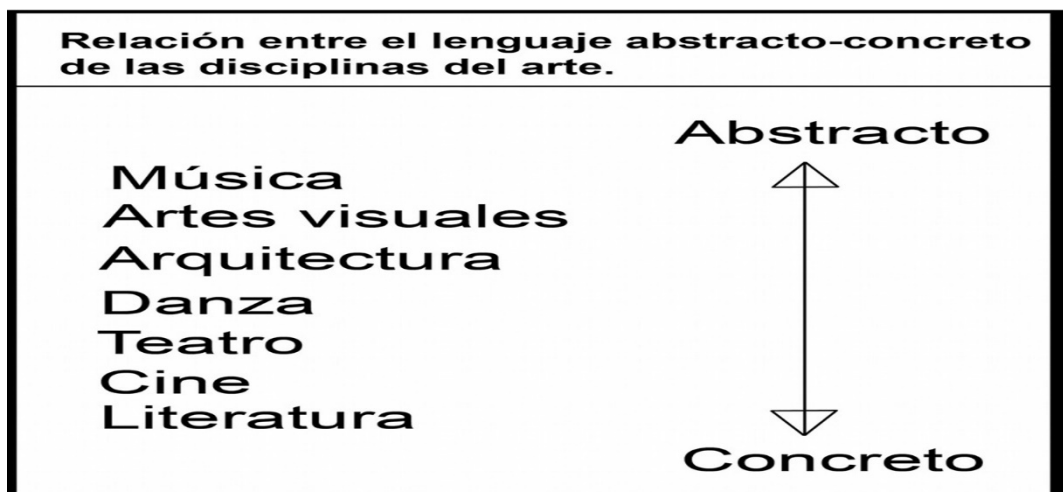 Relación entre el lenguaje abstracto-concreto
de las disciplinas del arte.
Abstracto
Música
Artes visuales
Arquitectura
Danza
Teatro
Cine
Literatura
Concreto